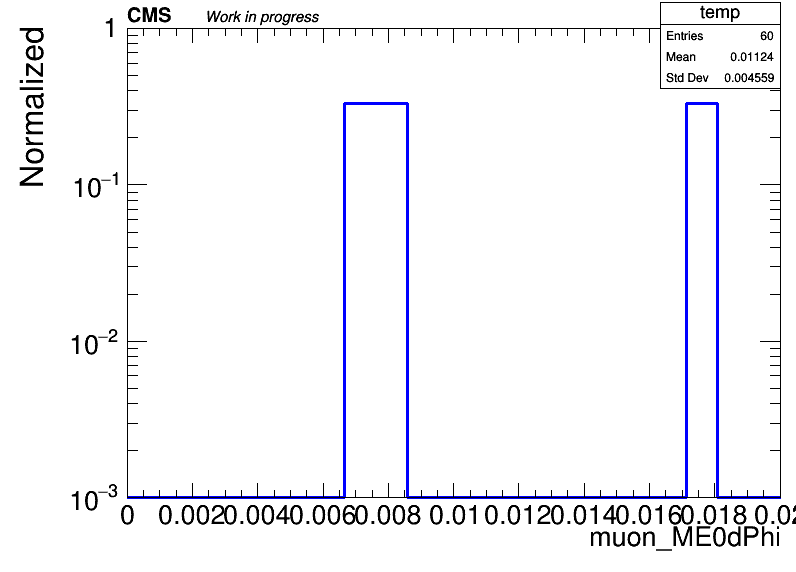 CMS Work in progress
temp
Entries 60
Mean 0.01124
Std Dev 0.004559
Normalized
1
10⁻¹
10⁻²
10⁻³
0 0.002 0.004 0.006 0.008 0.01 0.012 0.014 0.016 0.018 0.02
muon_ME0dPhi